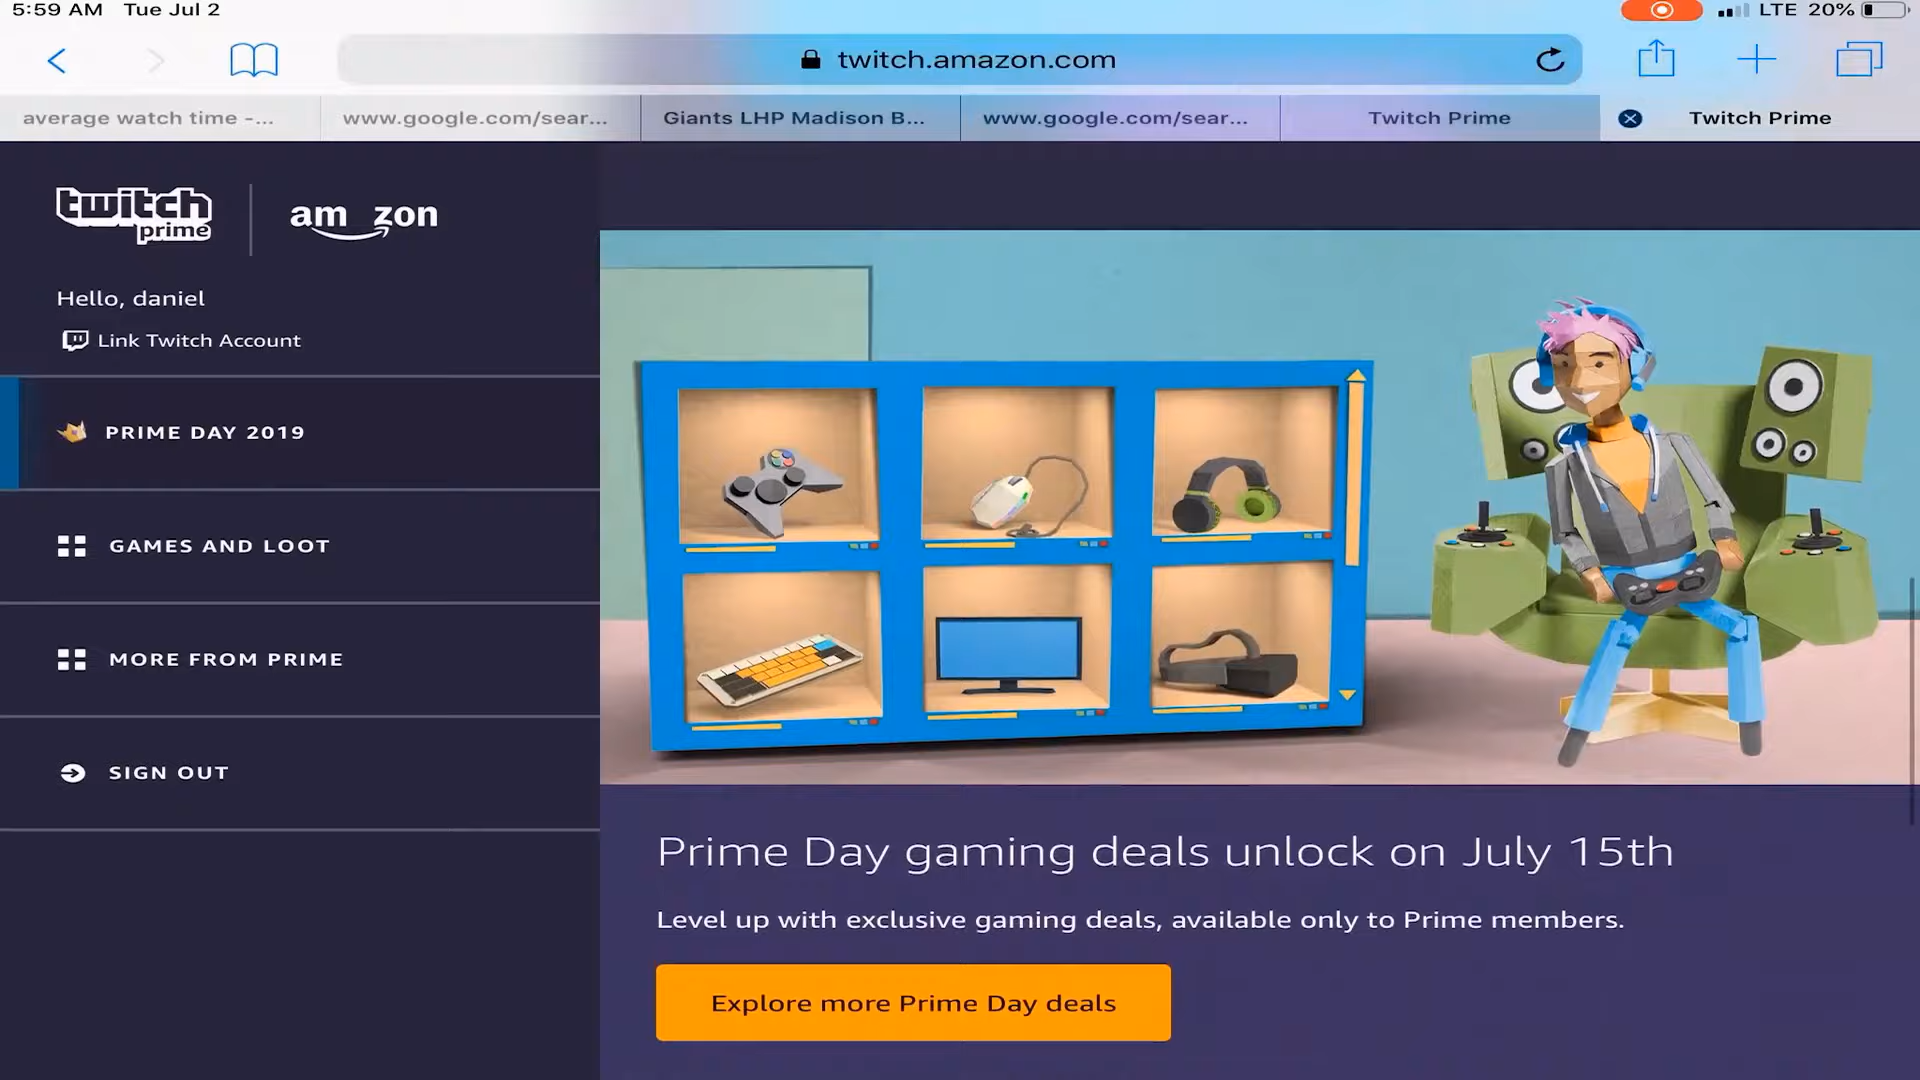 5:59 AM Tue Jul 2
LTE 20%
twitch.amazon.com
average watch time -...
www.google.com/sear...
Giants LHP Madison B...
www.google.com/sear...
Twitch Prime
Twitch Prime
twitch
prime
am zon
Hello, daniel
Link Twitch Account
PRIME DAY 2019
GAMES AND LOOT
MORE FROM PRIME
SIGN OUT
Prime Day gaming deals unlock on July 15th
Level up with exclusive gaming deals, available only to Prime members.
Explore more Prime Day deals